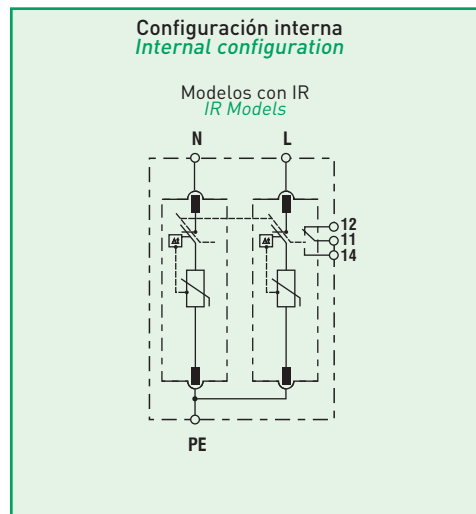 Configuración interna
Internal configuration
Modelos con IR
IR Models
N L
12
11
14
PE